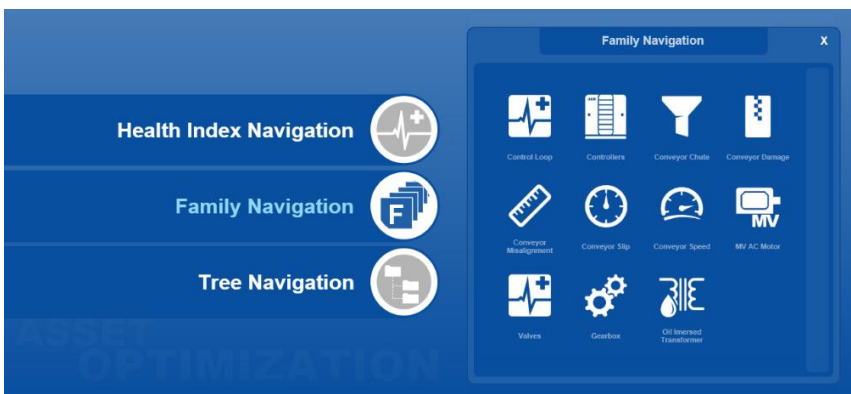 Family Navigation X
Health Index Navigation
Family Navigation
F
Tree Navigation
ASSET
OPTIMIZATION
Control Loop
Controllers
Conveyor Chute
Conveyor Damage
Conveyor
Misalignment
Conveyor Slip
Conveyor Speed
MV
MV AC Motor
Valves
Gearbox
Oil Imersed
Transformer